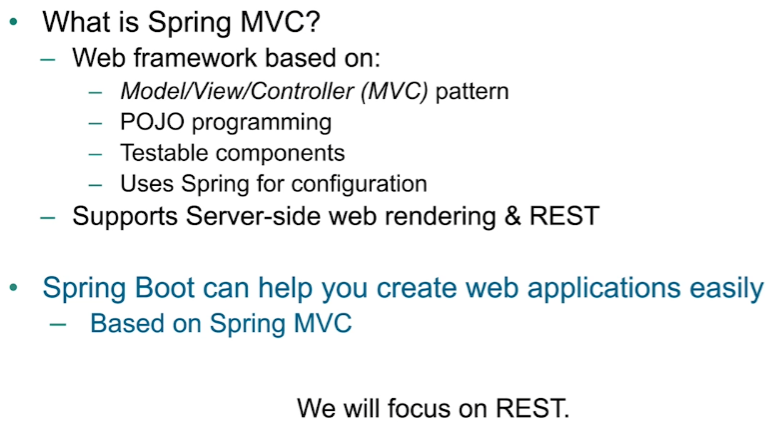 • What is Spring MVC?
– Web framework based on:
– Model/View/Controller (MVC) pattern
– POJO programming
– Testable components
– Uses Spring for configuration
– Supports Server-side web rendering & REST
• Spring Boot can help you create web applications easily
– Based on Spring MVC
We will focus on REST.